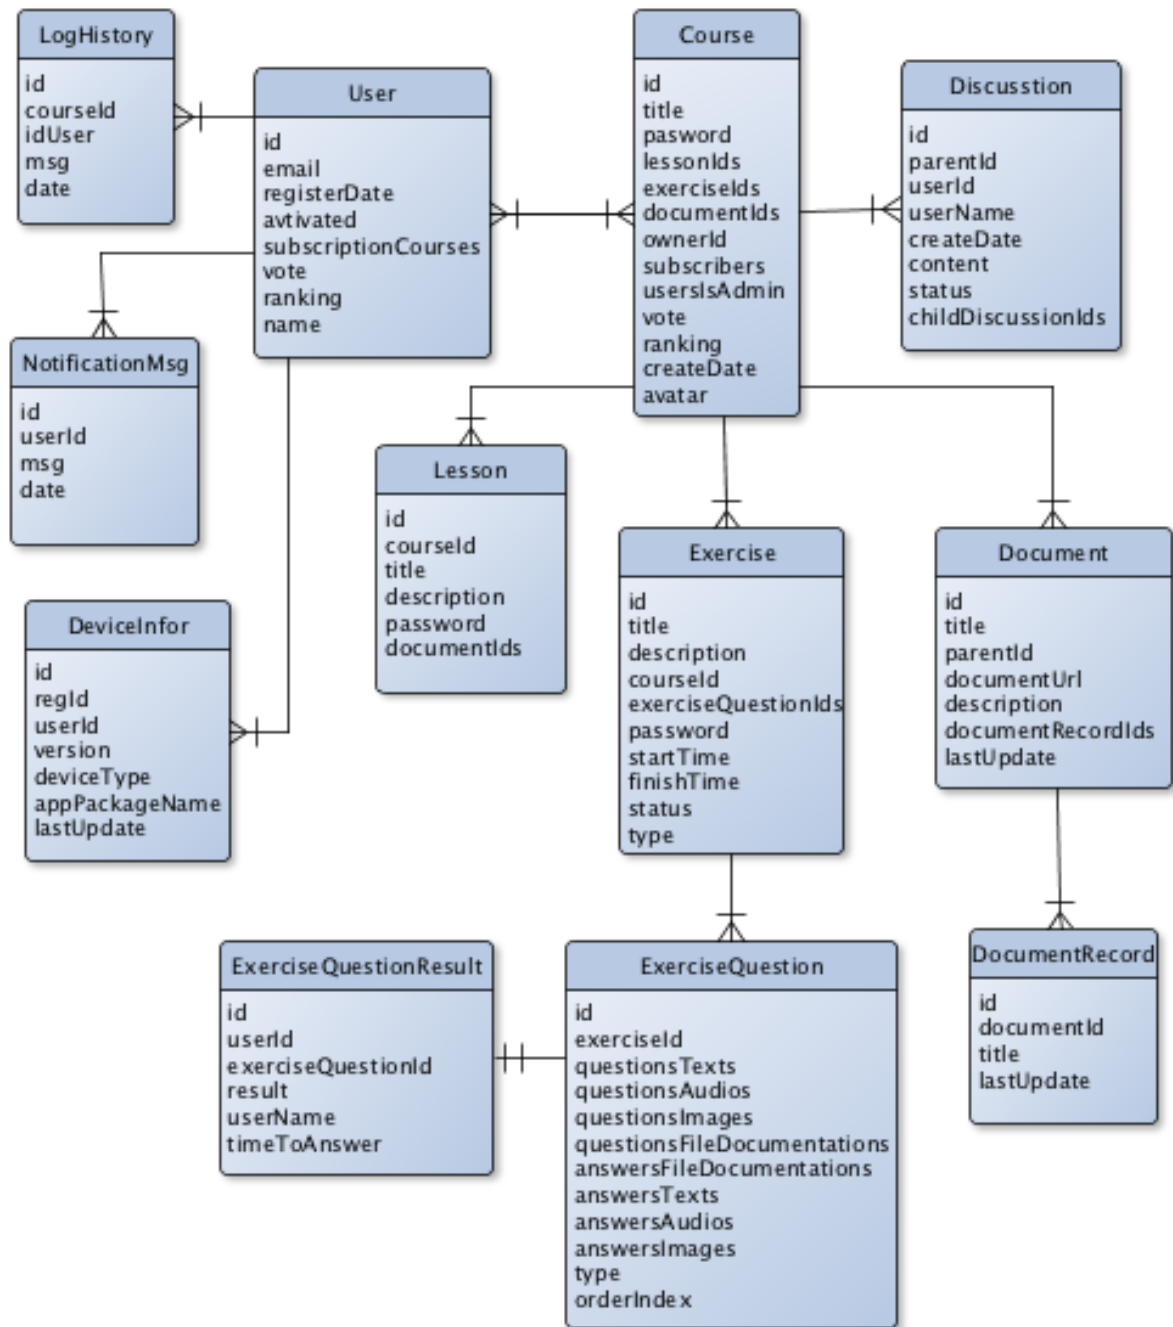 LogHistory
id
courseId
idUser
msg
date
User
id
email
registerDate
avtivated
subscriptionCourses
vote
ranking
name
Course
id
title
pasword
lessonIds
exerciseIds
documentIds
ownerId
subscribers
usersIsAdmin
vote
ranking
createDate
avatar
Discusstion
id
parentId
userId
userName
createDate
content
status
childDiscussionIds
NotificationMsg
id
userId
msg
date
Lesson
id
courseId
title
description
password
documentIds
Exercise
id
title
description
courseId
exerciseQuestionIds
password
startTime
finishTime
status
type
Document
id
title
parentId
documentUrl
description
documentRecordIds
lastUpdate
DeviceInfor
id
regId
userId
version
deviceType
appPackageName
lastUpdate
ExerciseQuestionResult
id
userId
exerciseQuestionId
result
userName
timeToAnswer
ExerciseQuestion
id
exerciseId
questionsTexts
questionsAudios
questionsImages
questionsFileDocumentations
answersFileDocumentations
answersTexts
answersAudios
answersImages
type
orderIndex
DocumentRecord
id
documentId
title
lastUpdate